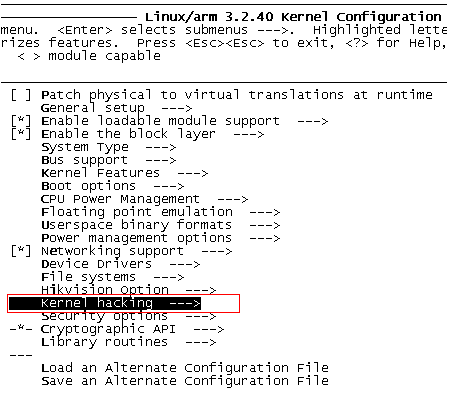 Linux/arm 3.2.40 Kernel Configuration
menu. <Enter> selects submenus --->. Highlighted lette
rizes features. Press <Esc><Esc> to exit, <?> for Help,
< > module capable
[ ] Patch physical to virtual translations at runtime
General setup --->
[*] Enable loadable module support --->
[*] Enable the block layer --->
System Type --->
Bus support --->
Kernel Features --->
Boot options --->
CPU Power Management --->
Floating point emulation --->
Userspace binary formats --->
Power management options --->
[*] Networking support --->
Device Drivers --->
File systems --->
Hikvision Option --->
Kernel hacking --->
Security options --->
-*- Cryptographic API --->
Library routines --->
---
Load an Alternate Configuration File
Save an Alternate Configuration File